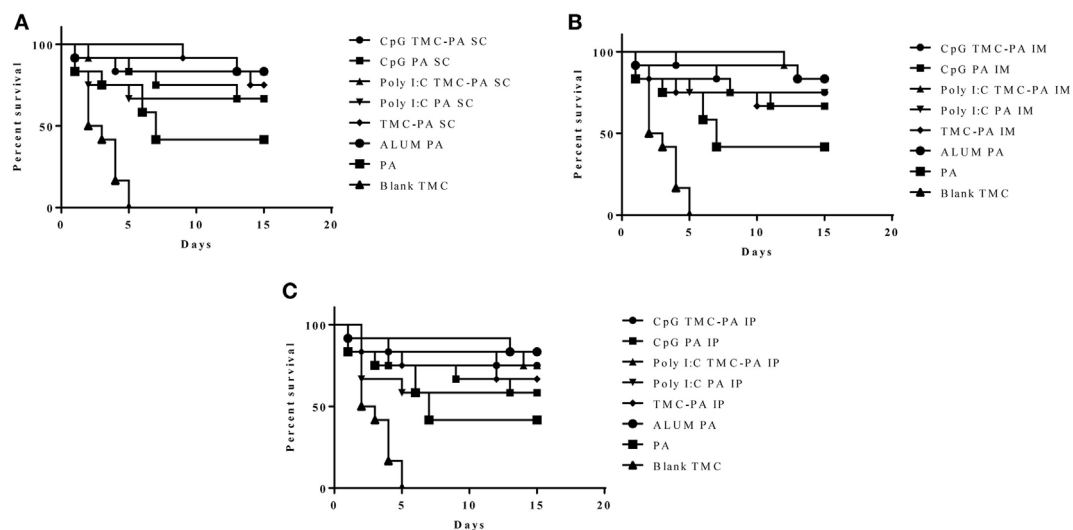 A
Percent survival
100
50
0
0 5 10 15 20
Days
CpG TMC-PA SC
CpG PA SC
Poly I:C TMC-PA SC
Poly I:C PA SC
TMC-PA SC
ALUM PA
PA
Blank TMC
B
Percent survival
100
50
0
0 5 10 15 20
Days
CpG TMC-PA IM
CpG PA IM
Poly I:C TMC-PA IM
Poly I:C PA IM
TMC-PA IM
ALUM PA
PA
Blank TMC
C
Percent survival
100
50
0
0 5 10 15 20
Days
CpG TMC-PA IP
CpG PA IP
Poly I:C TMC-PA IP
Poly I:C PA IP
TMC-PA IP
ALUM PA
PA
Blank TMC